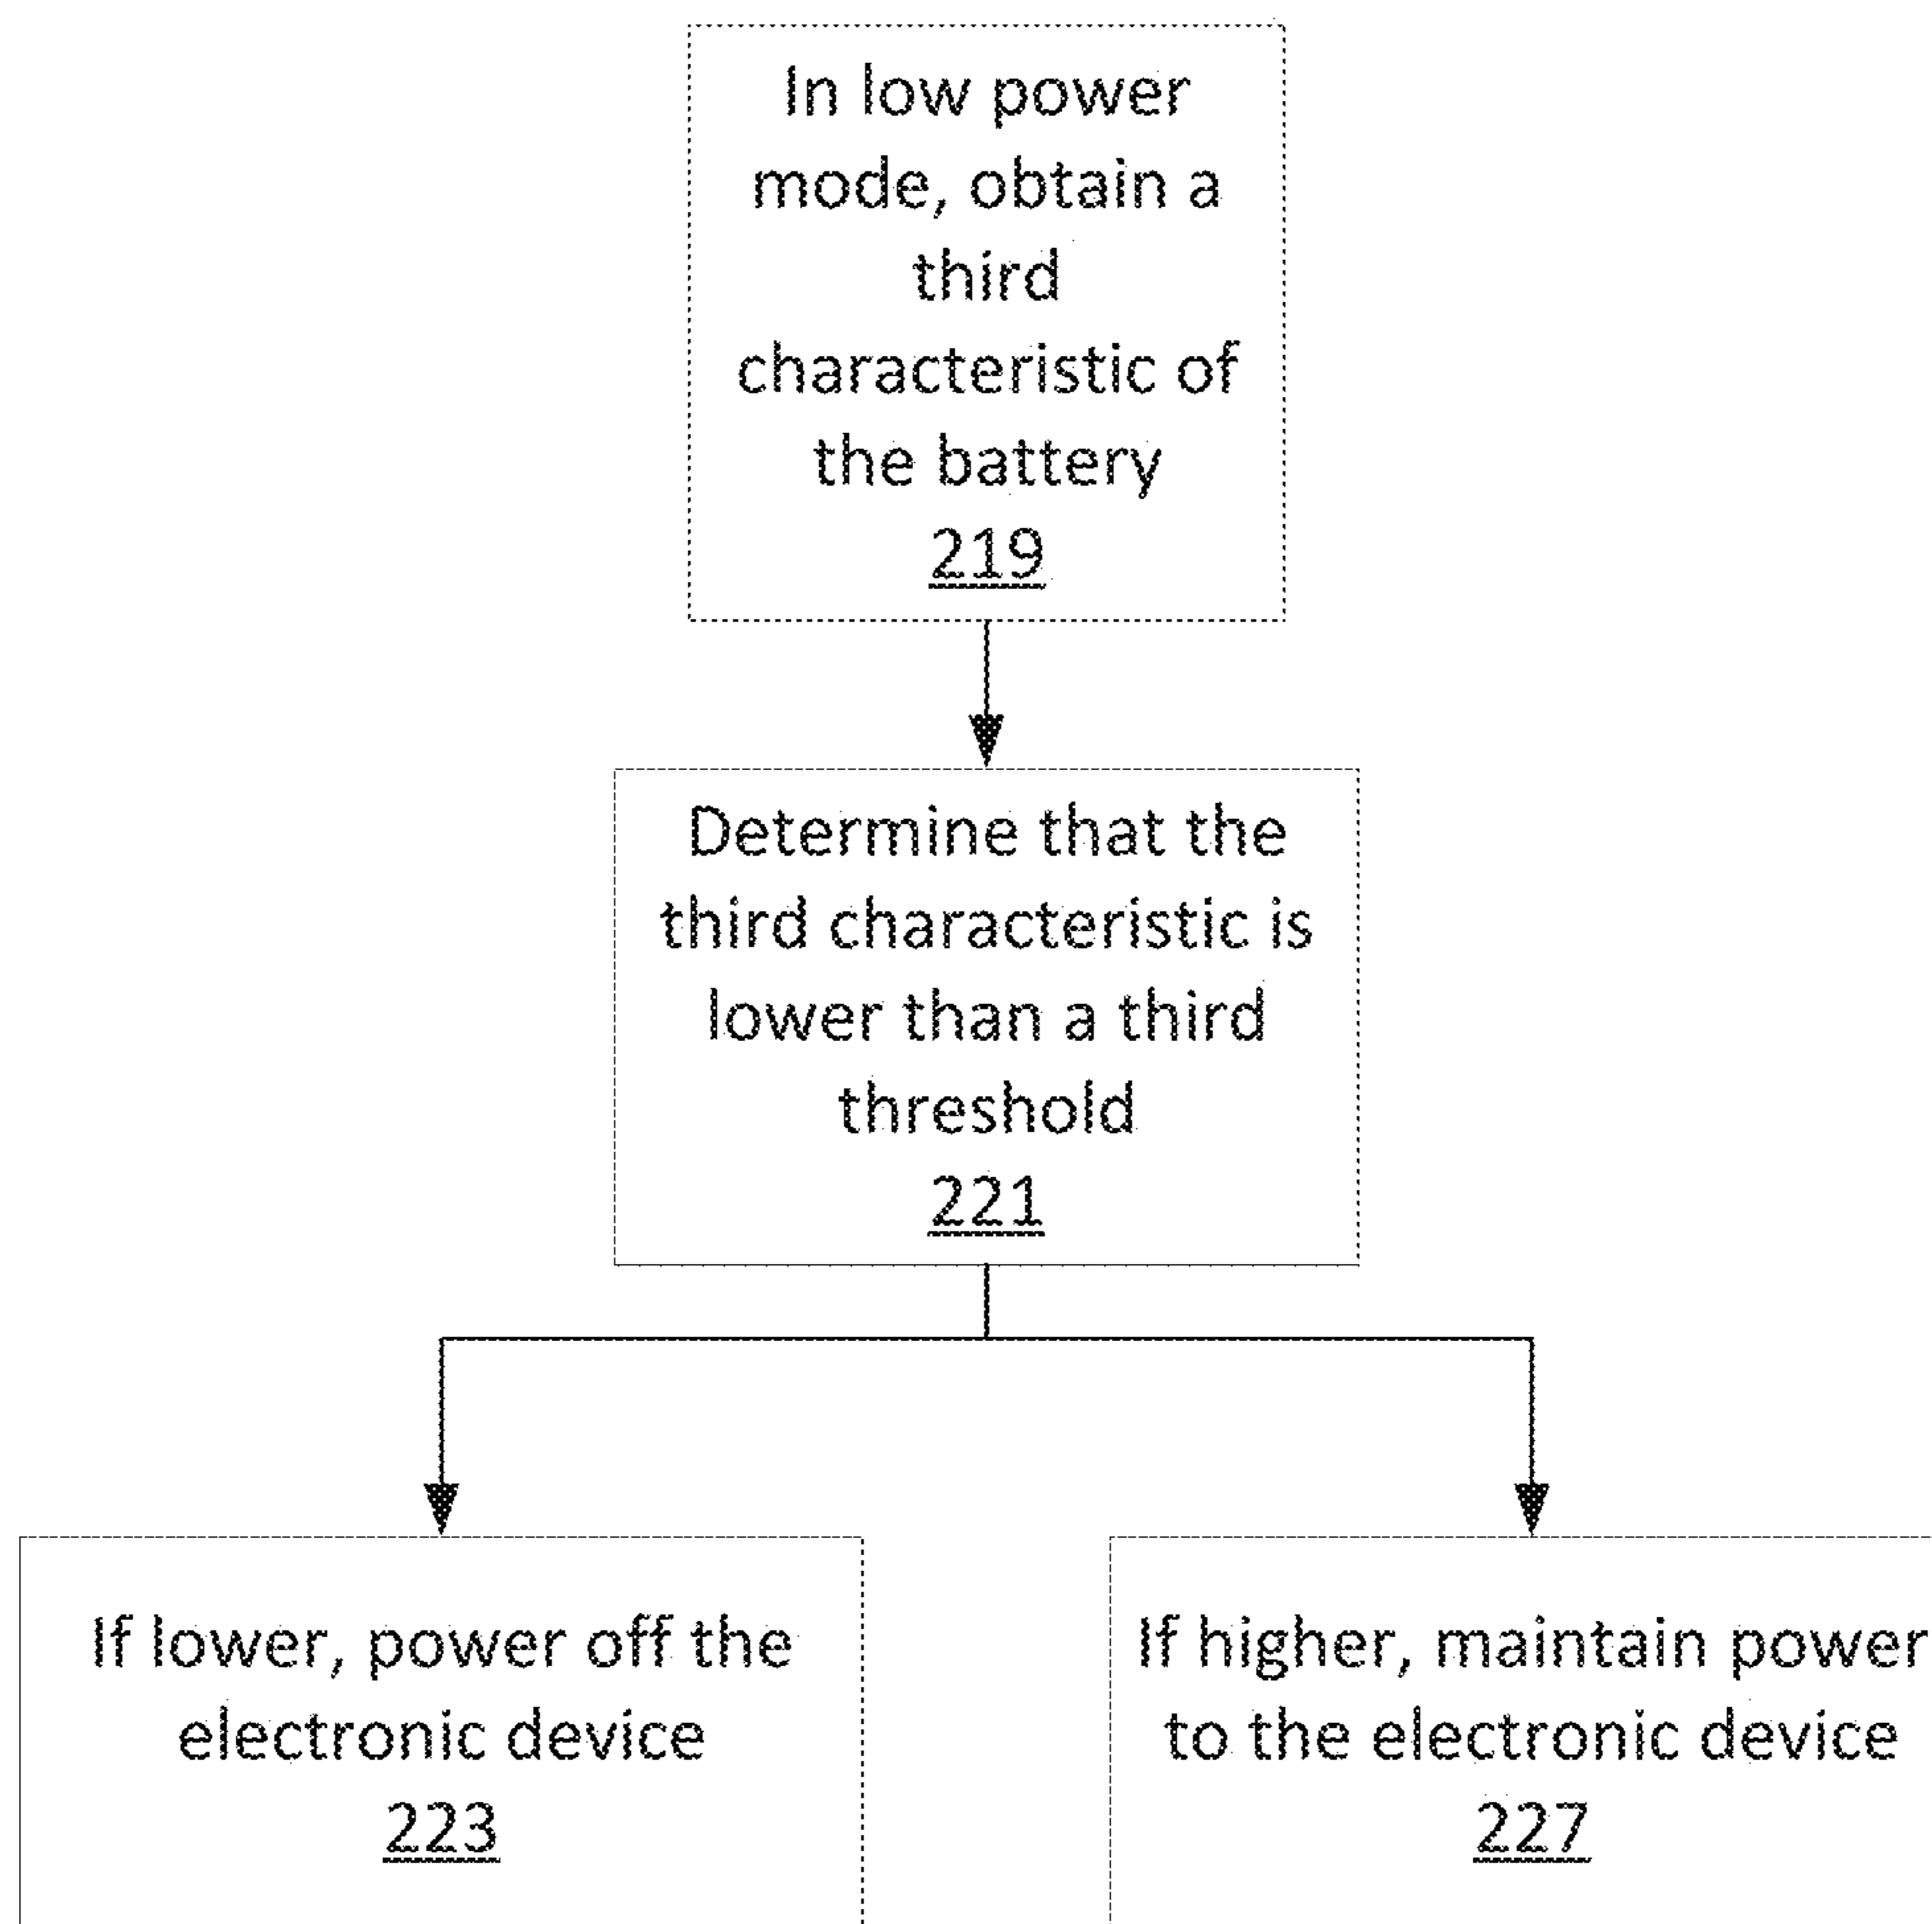 In low power
mode, obtain a
third
characteristic of
the battery
219
Determine that the
third characteristic is
lower than a third
threshold
221
If lower, power off the
electronic device
223
If higher, maintain power
to the electronic device
227